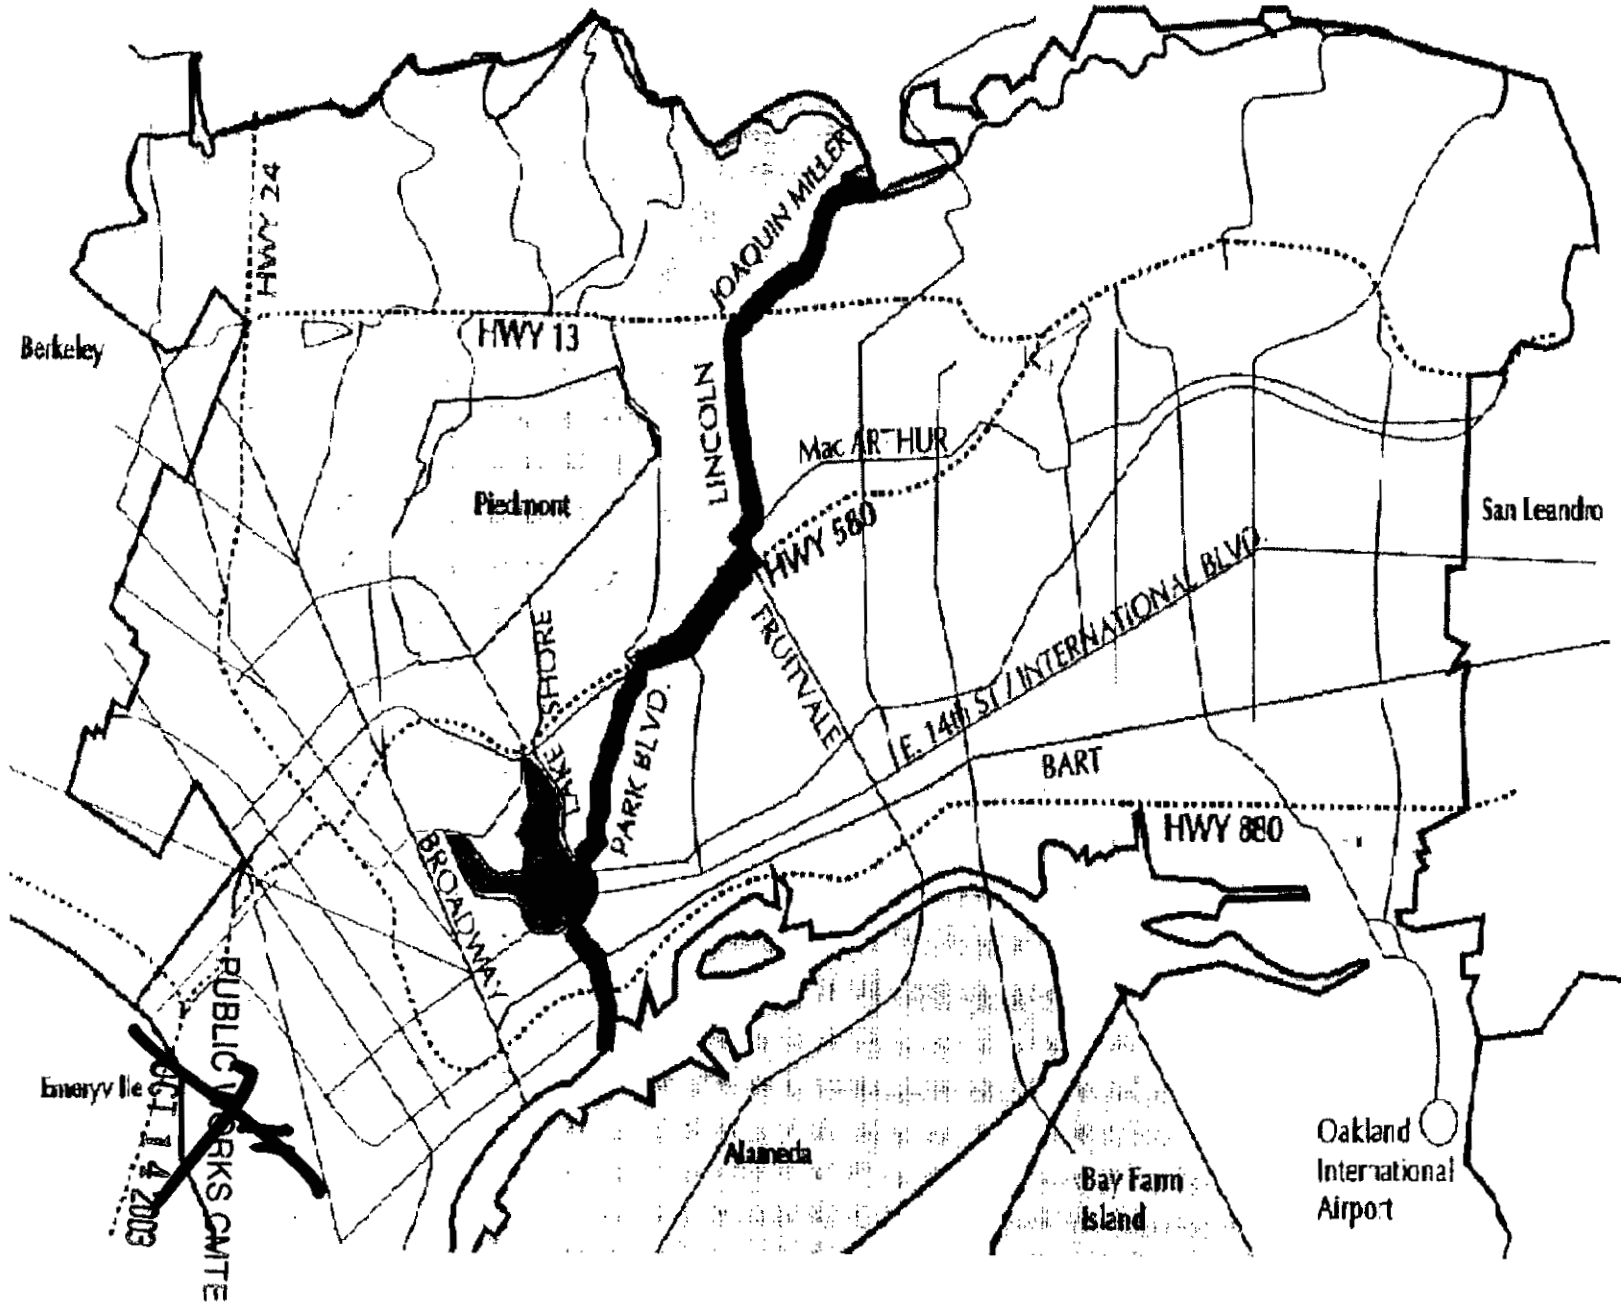 HWY 24
JOAQUIN MILLER
HWY 13
Berkeley
LINCOLN
Mac ARTHUR
Piedmont
San Leandro
HWY 580
E. 14th ST / INTERNATIONAL BLVD.
FRUITVALE
LAKE SHORE
PARK BLVD.
BART
HWY 880
BROADWAY
PUBLIC WORKS CMTE
OCT 14 2003
Emeryville
Alameda
Bay Farm
Island
Oakland
International
Airport